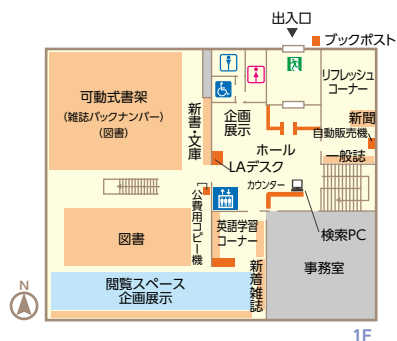 出入口
ブックポスト
可動式書架
(雑誌バックナンバー)
(図書)
新書・文庫
企画
展示
リフレッシュ
コーナー
新聞
自動販売機
ホール
LAデスク
一般誌
カウンター
公費用コピー機
検索PC
図書
英語学習
コーナー
新着雑誌
事務室
閲覧スペース
企画展示
N
1F